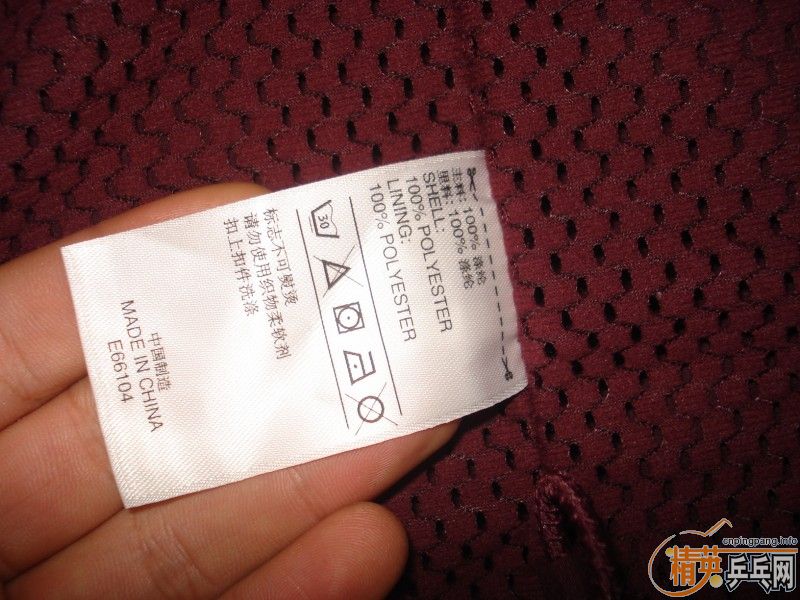 主料: 100% 涤纶
里料: 100% 涤纶
SHELL:
100% POLYESTER
LINING:
100% POLYESTER
30
标志不可熨烫
请勿使用织物柔软剂
扣上扣件洗涤
中国制造
MADE IN CHINA
E66104
cnpingpang.info
精英乒乓网